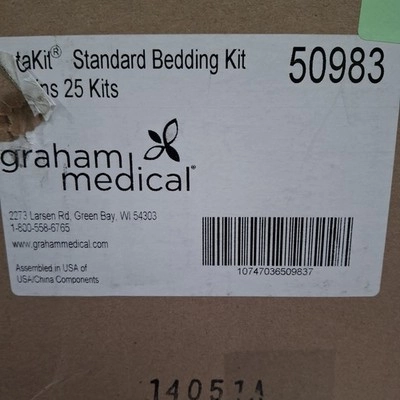 taKit® Standard Bedding Kit 50983
ns 25 Kits
graham
medical®
2273 Larsen Rd, Green Bay, WI 54303
1-800-558-6765
www.grahammedical.com
Assembled in USA of
USA/China Components
10747036509837
14051A